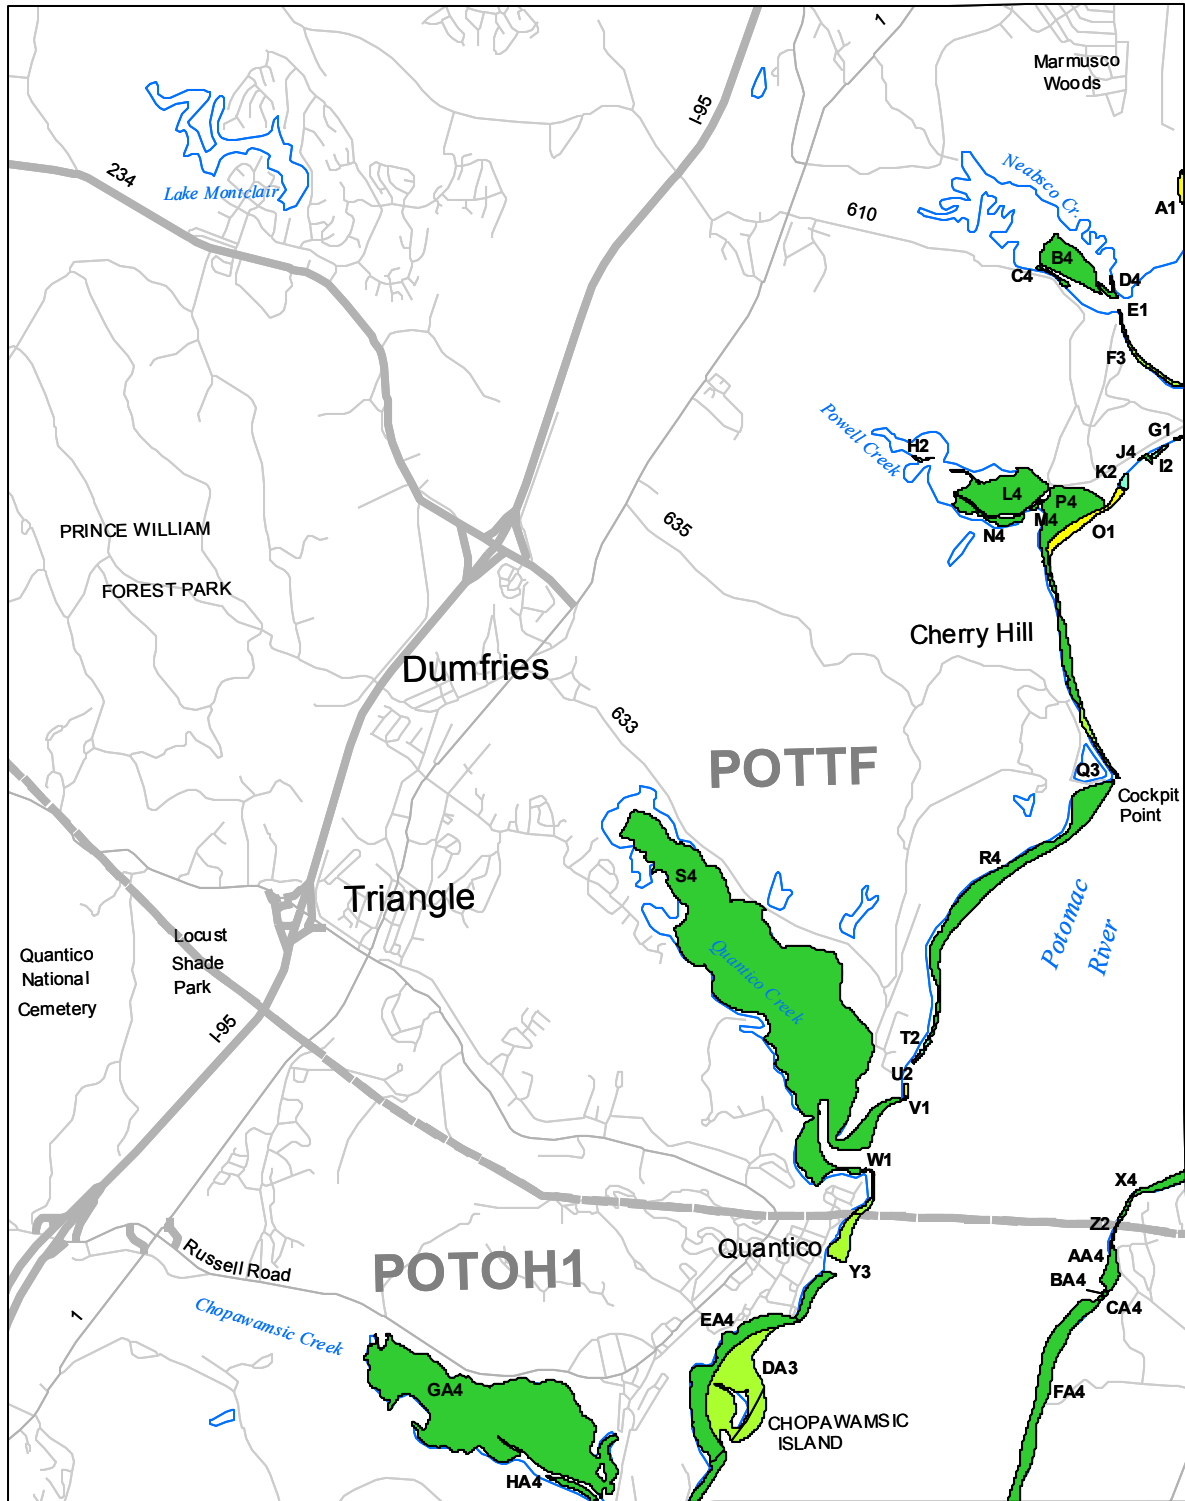 1
Marmusco
Woods
I-95
234
Lake Montclair
Neabsco Cr.
A1
610
B4
C4
D4
E1
F3
Powell Creek
H2
G1
J4
I2
K2
L4
P4
M4
O1
N4
635
PRINCE WILLIAM
FOREST PARK
Cherry Hill
Dumfries
633
POTTF
Q3
Cockpit
Point
R4
S4
Triangle
Potomac
River
Quantico
National
Cemetery
Locust
Shade
Park
Quantico Creek
I-95
T2
U2
V1
W1
X4
Z2
Quantico
AA4
Y3
BA4
CA4
Russell Road
POTOH1
1
Chopawamsic Creek
EA4
DA3
GA4
FA4
CHOPAWAMSIC
ISLAND
HA4